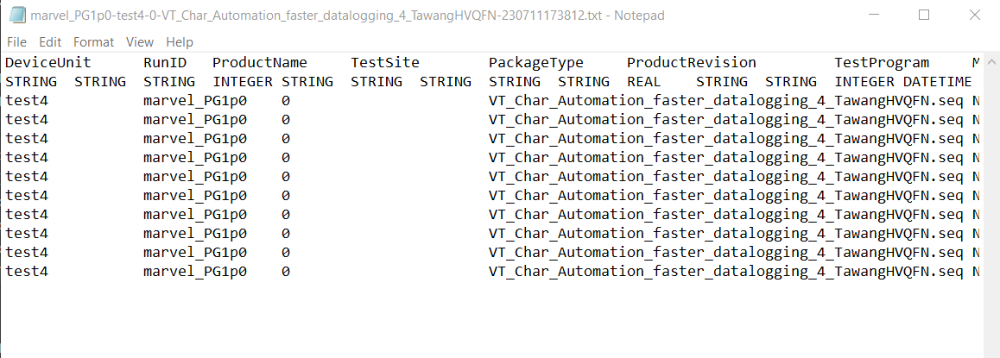 marvel_PG1p0-test4-0-VT_Char_Automation_faster_datalogging_4_TawangHVQFN-230711173812.txt - Notepad
File Edit Format View Help
DeviceUnit RunID ProductName TestSite PackageType ProductRevision TestProgram M
STRING STRING STRING INTEGER STRING STRING STRING STRING STRING REAL STRING STRING INTEGER DATETIME
test4 marvel_PG1p0 0 VT_Char_Automation_faster_datalogging_4_TawangHVQFN.seq N
test4 marvel_PG1p0 0 VT_Char_Automation_faster_datalogging_4_TawangHVQFN.seq N
test4 marvel_PG1p0 0 VT_Char_Automation_faster_datalogging_4_TawangHVQFN.seq N
test4 marvel_PG1p0 0 VT_Char_Automation_faster_datalogging_4_TawangHVQFN.seq N
test4 marvel_PG1p0 0 VT_Char_Automation_faster_datalogging_4_TawangHVQFN.seq N
test4 marvel_PG1p0 0 VT_Char_Automation_faster_datalogging_4_TawangHVQFN.seq N
test4 marvel_PG1p0 0 VT_Char_Automation_faster_datalogging_4_TawangHVQFN.seq N
test4 marvel_PG1p0 0 VT_Char_Automation_faster_datalogging_4_TawangHVQFN.seq N
test4 marvel_PG1p0 0 VT_Char_Automation_faster_datalogging_4_TawangHVQFN.seq N
test4 marvel_PG1p0 0 VT_Char_Automation_faster_datalogging_4_TawangHVQFN.seq N